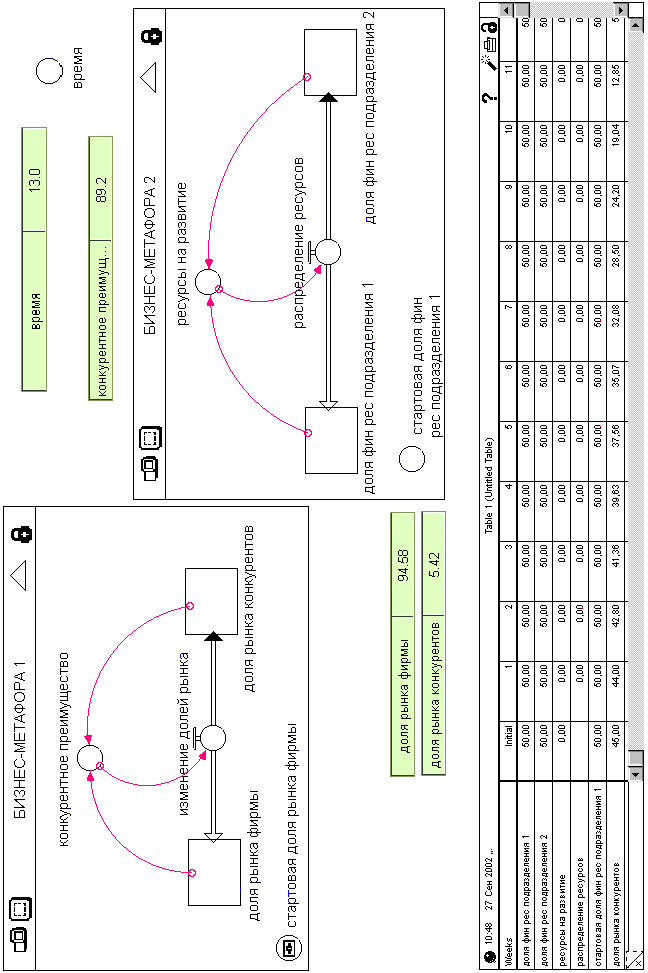 БИЗНЕС-МЕТАФОРА 1
конкурентное преимущество
изменение долей рынка
доля рынка фирмы
доля рынка конкурентов
стартовая доля рынка фирмы
время 13.0
время
конкурентное преимущ... 89.2
БИЗНЕС-МЕТАФОРА 2
ресурсы на развитие
распределение ресурсов
доля фин рес подразделения 1
доля фин рес подразделения 2
стартовая доля фин
рес подразделения 1
доля рынка фирмы 94.58
доля рынка конкурентов 5.42
10:48 27 Сен 2002 ,, Table 1 (Untitled Table) ?
Weeks Initial 1 2 3 4 5 6 7 8 9 10 11
доля фин рес подразделения 1 50,00 50,00 50,00 50,00 50,00 50,00 50,00 50,00 50,00 50,00 50,00 50,00 50
доля фин рес подразделения 2 50,00 50,00 50,00 50,00 50,00 50,00 50,00 50,00 50,00 50,00 50,00 50,00 50
ресурсы на развитие 0,00 0,00 0,00 0,00 0,00 0,00 0,00 0,00 0,00 0,00 0,00 0,00 0
распределение ресурсов 0,00 0,00 0,00 0,00 0,00 0,00 0,00 0,00 0,00 0,00 0,00 0
стартовая доля фин рес подразделения 1 50,00 50,00 50,00 50,00 50,00 50,00 50,00 50,00 50,00 50,00 50,00 50,00 50
доля рынка конкурентов 45,00 44,00 42,80 41,36 39,63 37,56 35,07 32,08 28,50 24,20 19,04 12,85 5